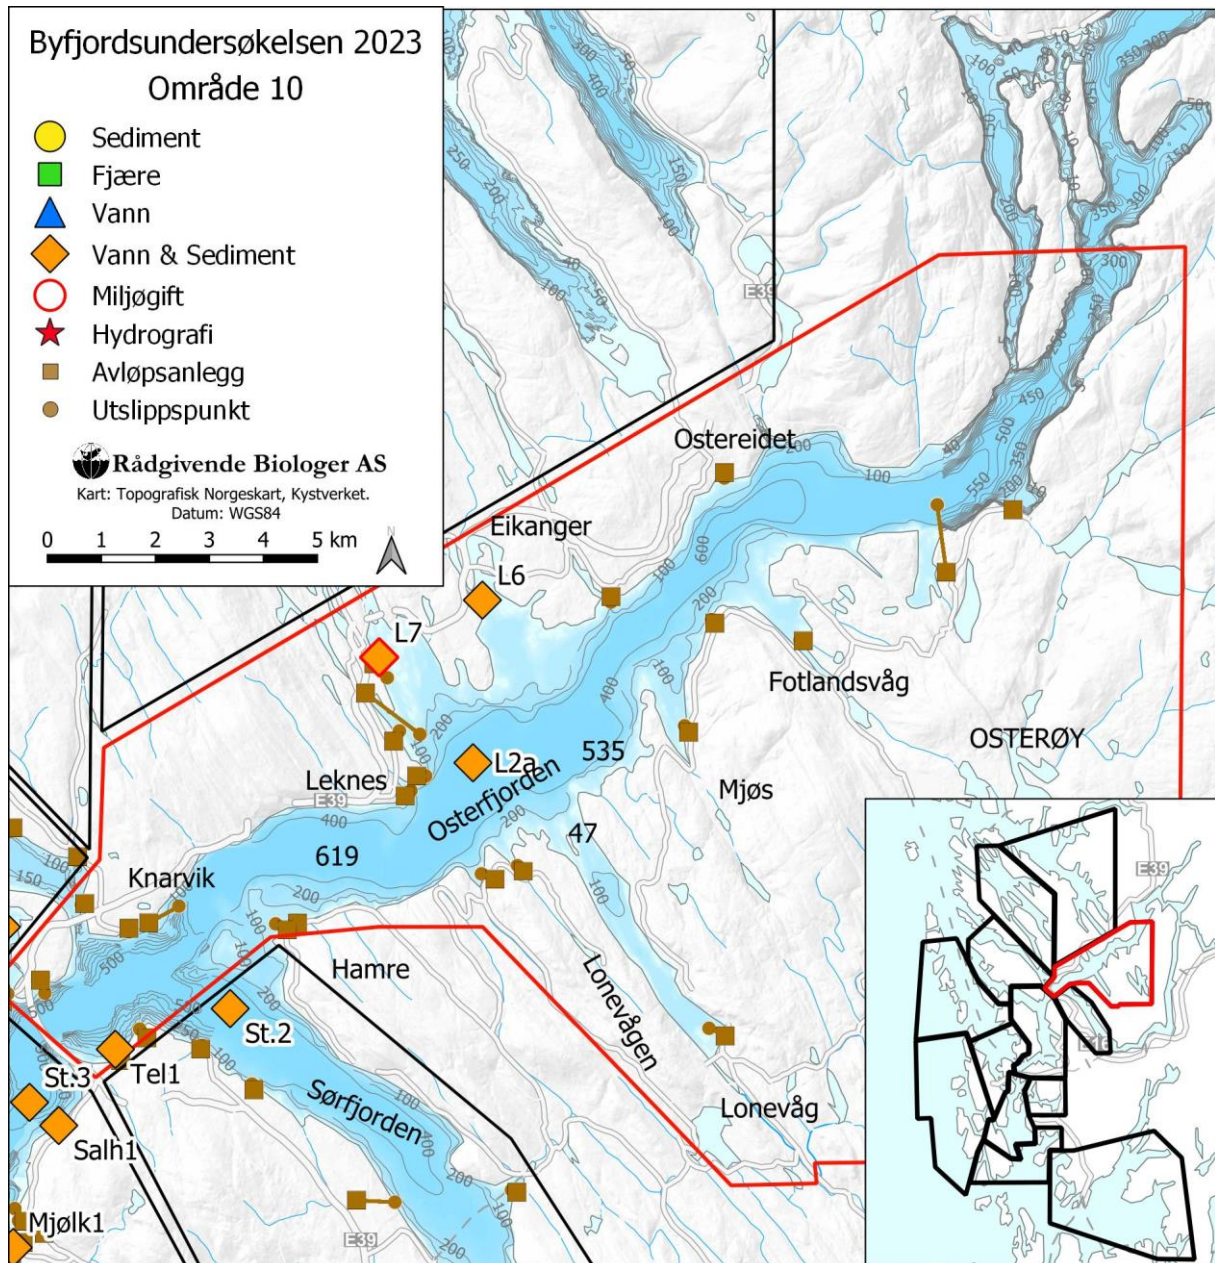 Byfjordsundersøkelsen 2023
Område 10
Sediment
Fjære
Vann
Vann & Sediment
Miljøgift
Hydrografi
Avløpsanlegg
Utslippspunkt
Rådgivende Biologer AS
Kart: Topografisk Norgeskart, Kystverket.
Datum: WGS84
0 1 2 3 4 5 km
N
E39
Ostereidet
Eikanger
L6
L7
Fotlandsvåg
OSTERØY
L2a
535
Leknes
E39
Osterfjorden
Mjøs
47
619
Knarvik
Hamre
Lonevågen
St.2
Tel1
St.3
Sørfjorden
Lonevåg
Salh1
Mjølk1
E39
E39
E16